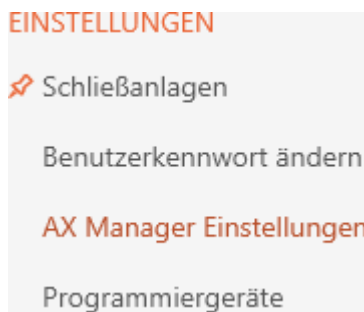 EINSTELLUNGEN
Schließanlagen
Benutzerkennwort ändern
AX Manager Einstellungen
Programmiergeräte